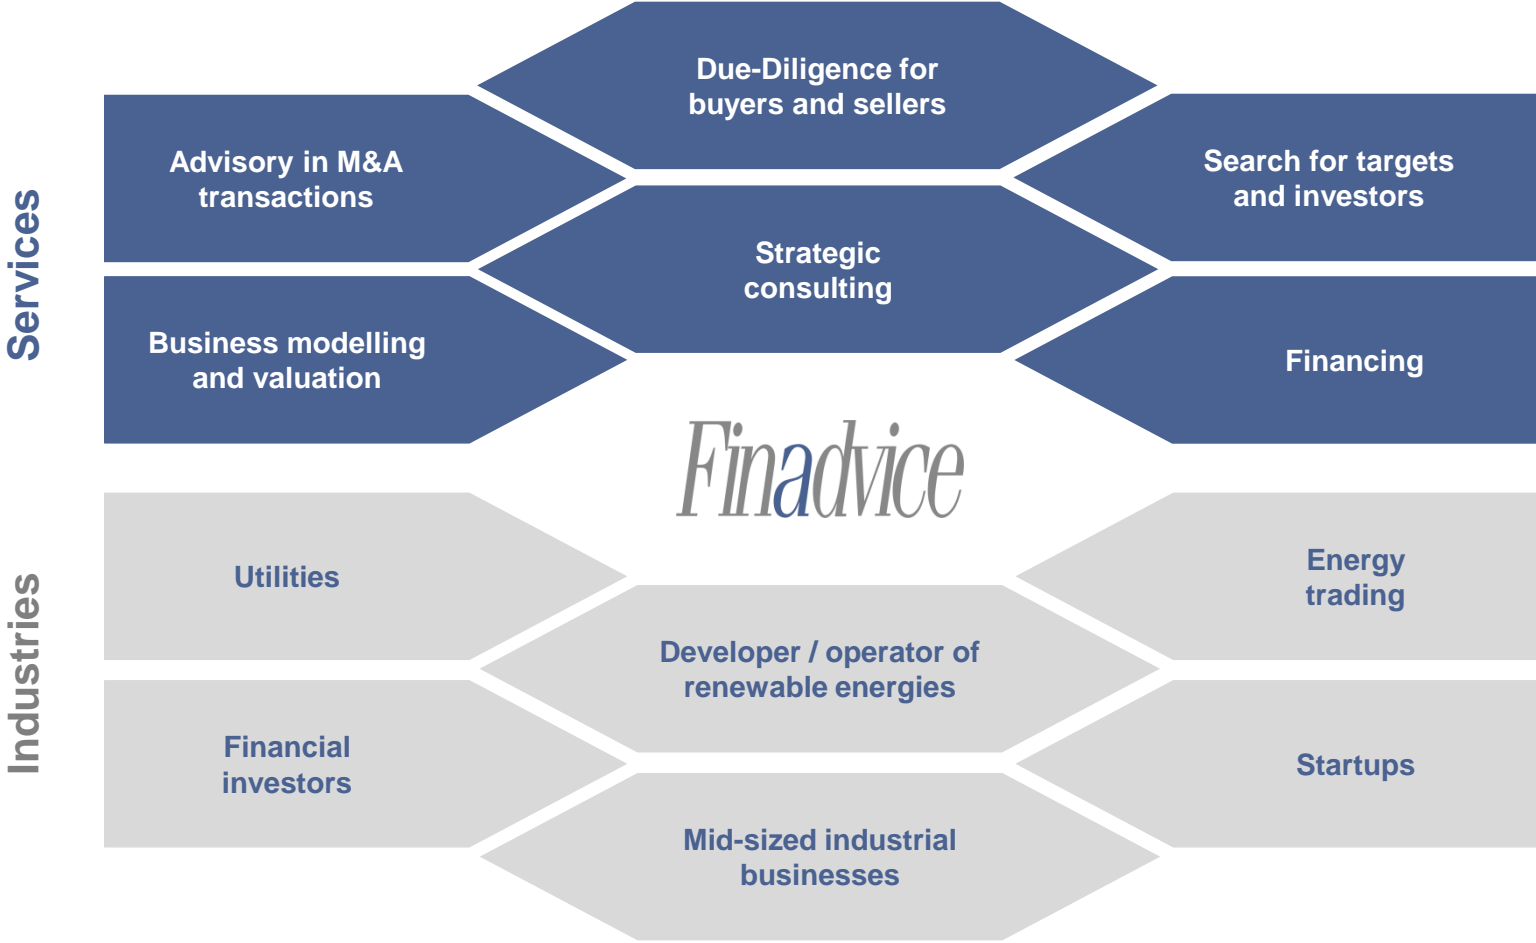 Services
Due-Diligence for
buyers and sellers
Advisory in M&A
transactions
Search for targets
and investors
Strategic
consulting
Business modelling
and valuation
Financing
Finadvice
Industries
Utilities
Energy
trading
Developer / operator of
renewable energies
Financial
investors
Startups
Mid-sized industrial
businesses